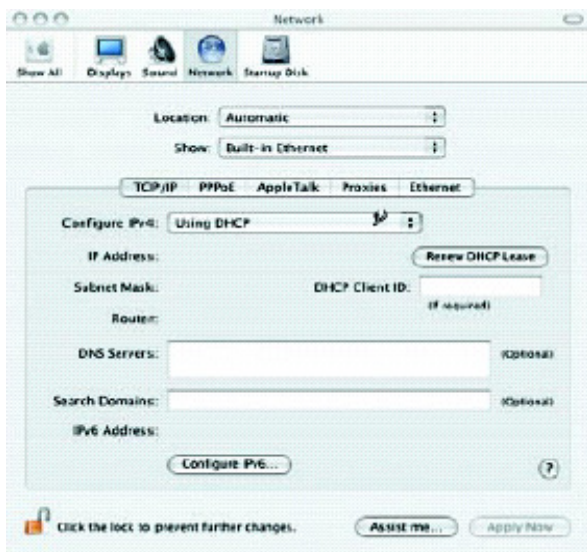 Network
Show All Displays Sound Network Startup Disk
Location: Automatic
Show: Built-in Ethernet
TCP/IP PPPoE AppleTalk Proxies Ethernet
Configure IPv4: Using DHCP
IP Address: Renew DHCP Lease
Subnet Mask: DHCP Client ID:
(If required)
Router:
DNS Servers: (Optional)
Search Domains: (Optional)
IPv6 Address:
Configure IPv6...
?
Click the lock to prevent further changes. Assist me... Apply Now